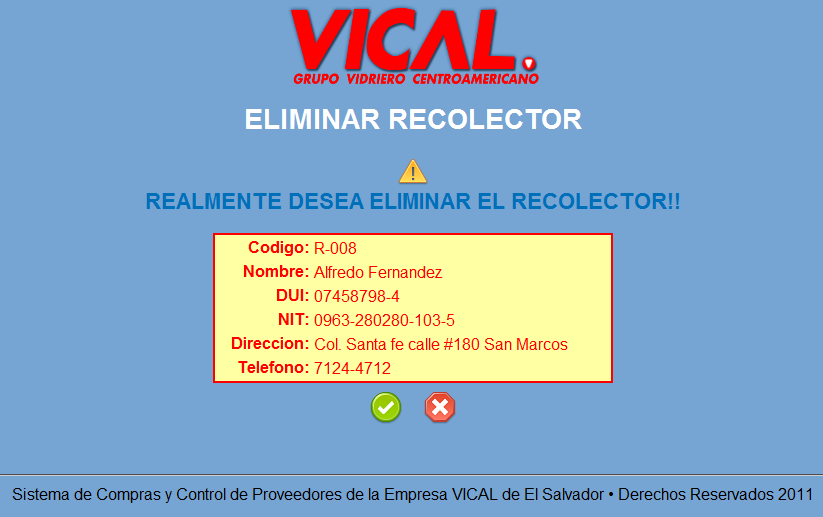 VICAL.
GRUPO VIDRIERO CENTROAMERICANO
ELIMINAR RECOLECTOR
REALMENTE DESEA ELIMINAR EL RECOLECTOR!!
Codigo: R-008
Nombre: Alfredo Fernandez
DUI: 07458798-4
NIT: 0963-280280-103-5
Direccion: Col. Santa fe calle #180 San Marcos
Telefono: 7124-4712
Sistema de Compras y Control de Proveedores de la Empresa VICAL de El Salvador • Derechos Reservados 2011